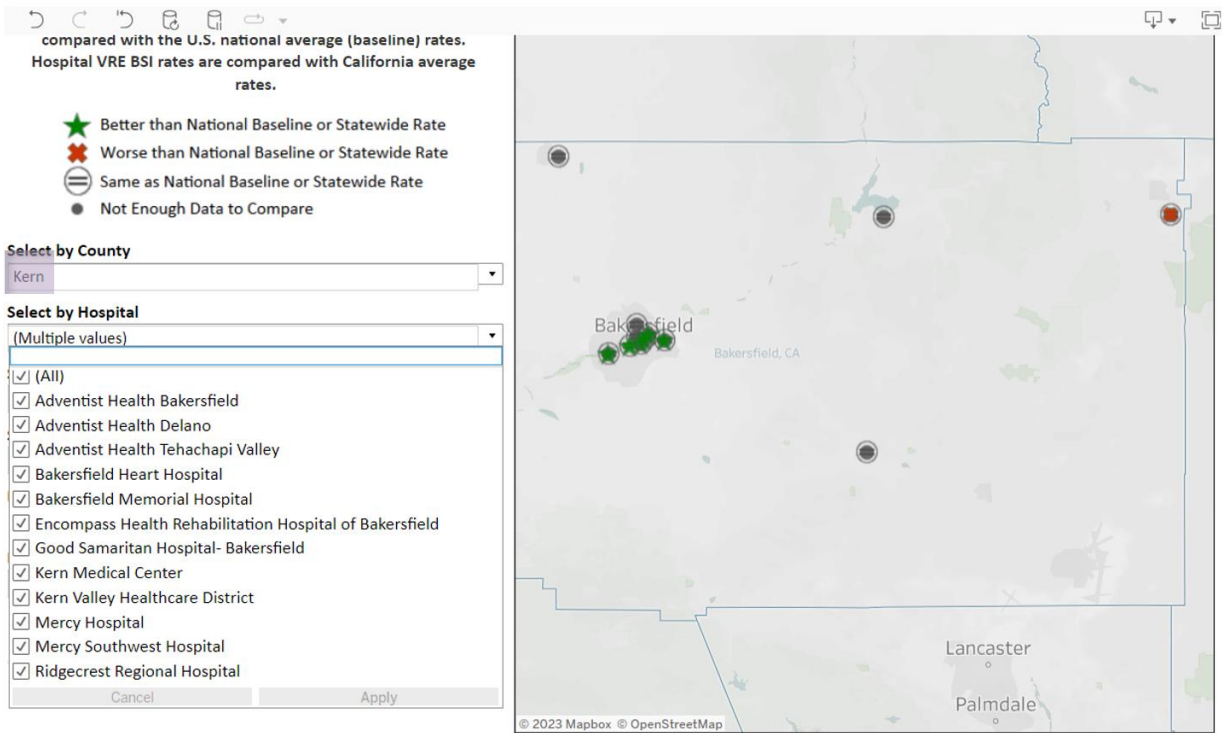 compared with the U.S. national average (baseline) rates.
Hospital VRE BSI rates are compared with California average
rates.
Better than National Baseline or Statewide Rate
Worse than National Baseline or Statewide Rate
Same as National Baseline or Statewide Rate
Not Enough Data to Compare
Select by County
Kern
Select by Hospital
(Multiple values)
(All)
Adventist Health Bakersfield
Adventist Health Delano
Adventist Health Tehachapi Valley
Bakersfield Heart Hospital
Bakersfield Memorial Hospital
Encompass Health Rehabilitation Hospital of Bakersfield
Good Samaritan Hospital- Bakersfield
Kern Medical Center
Kern Valley Healthcare District
Mercy Hospital
Mercy Southwest Hospital
Ridgecrest Regional Hospital
Cancel Apply
Bakersfield
Bakersfield, CA
Lancaster
Palmdale
© 2023 Mapbox © OpenStreetMap